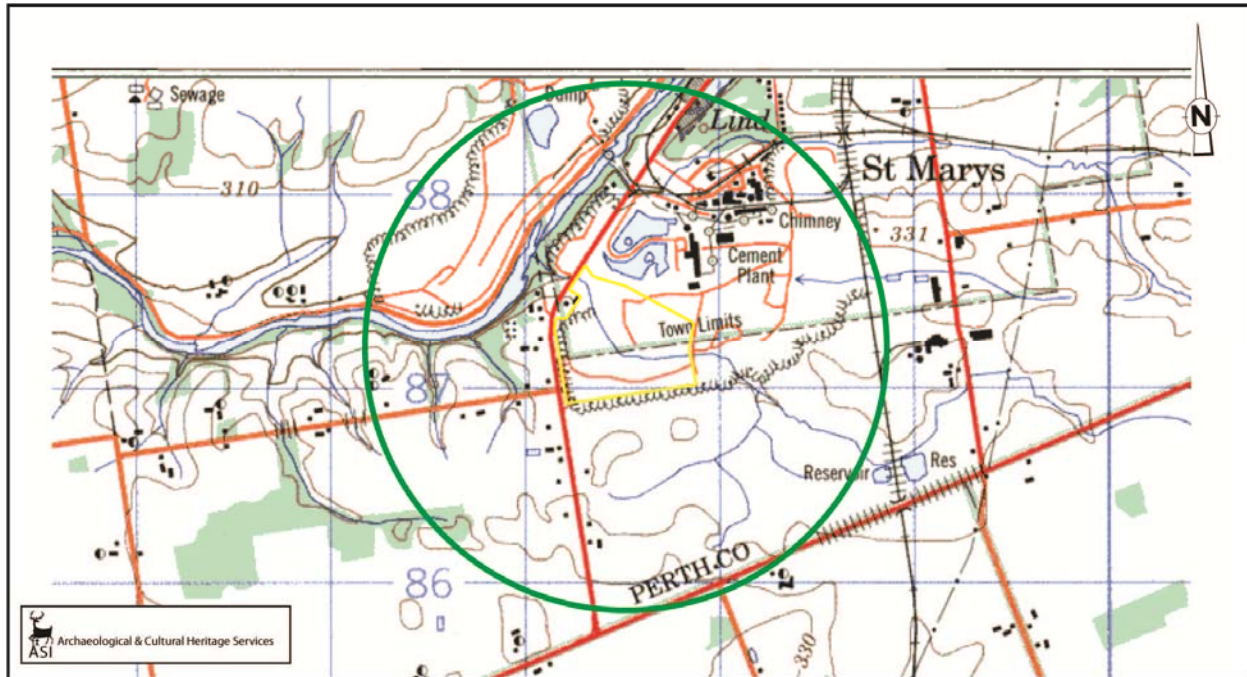 N
Sewage
Dump
Lind
310
88
St Marys
Chimney
331
Cement
Plant
Town Limits
87
Reservoir
Res
PERTH CO
86
330
ASI
Archaeological & Cultural Heritage Services